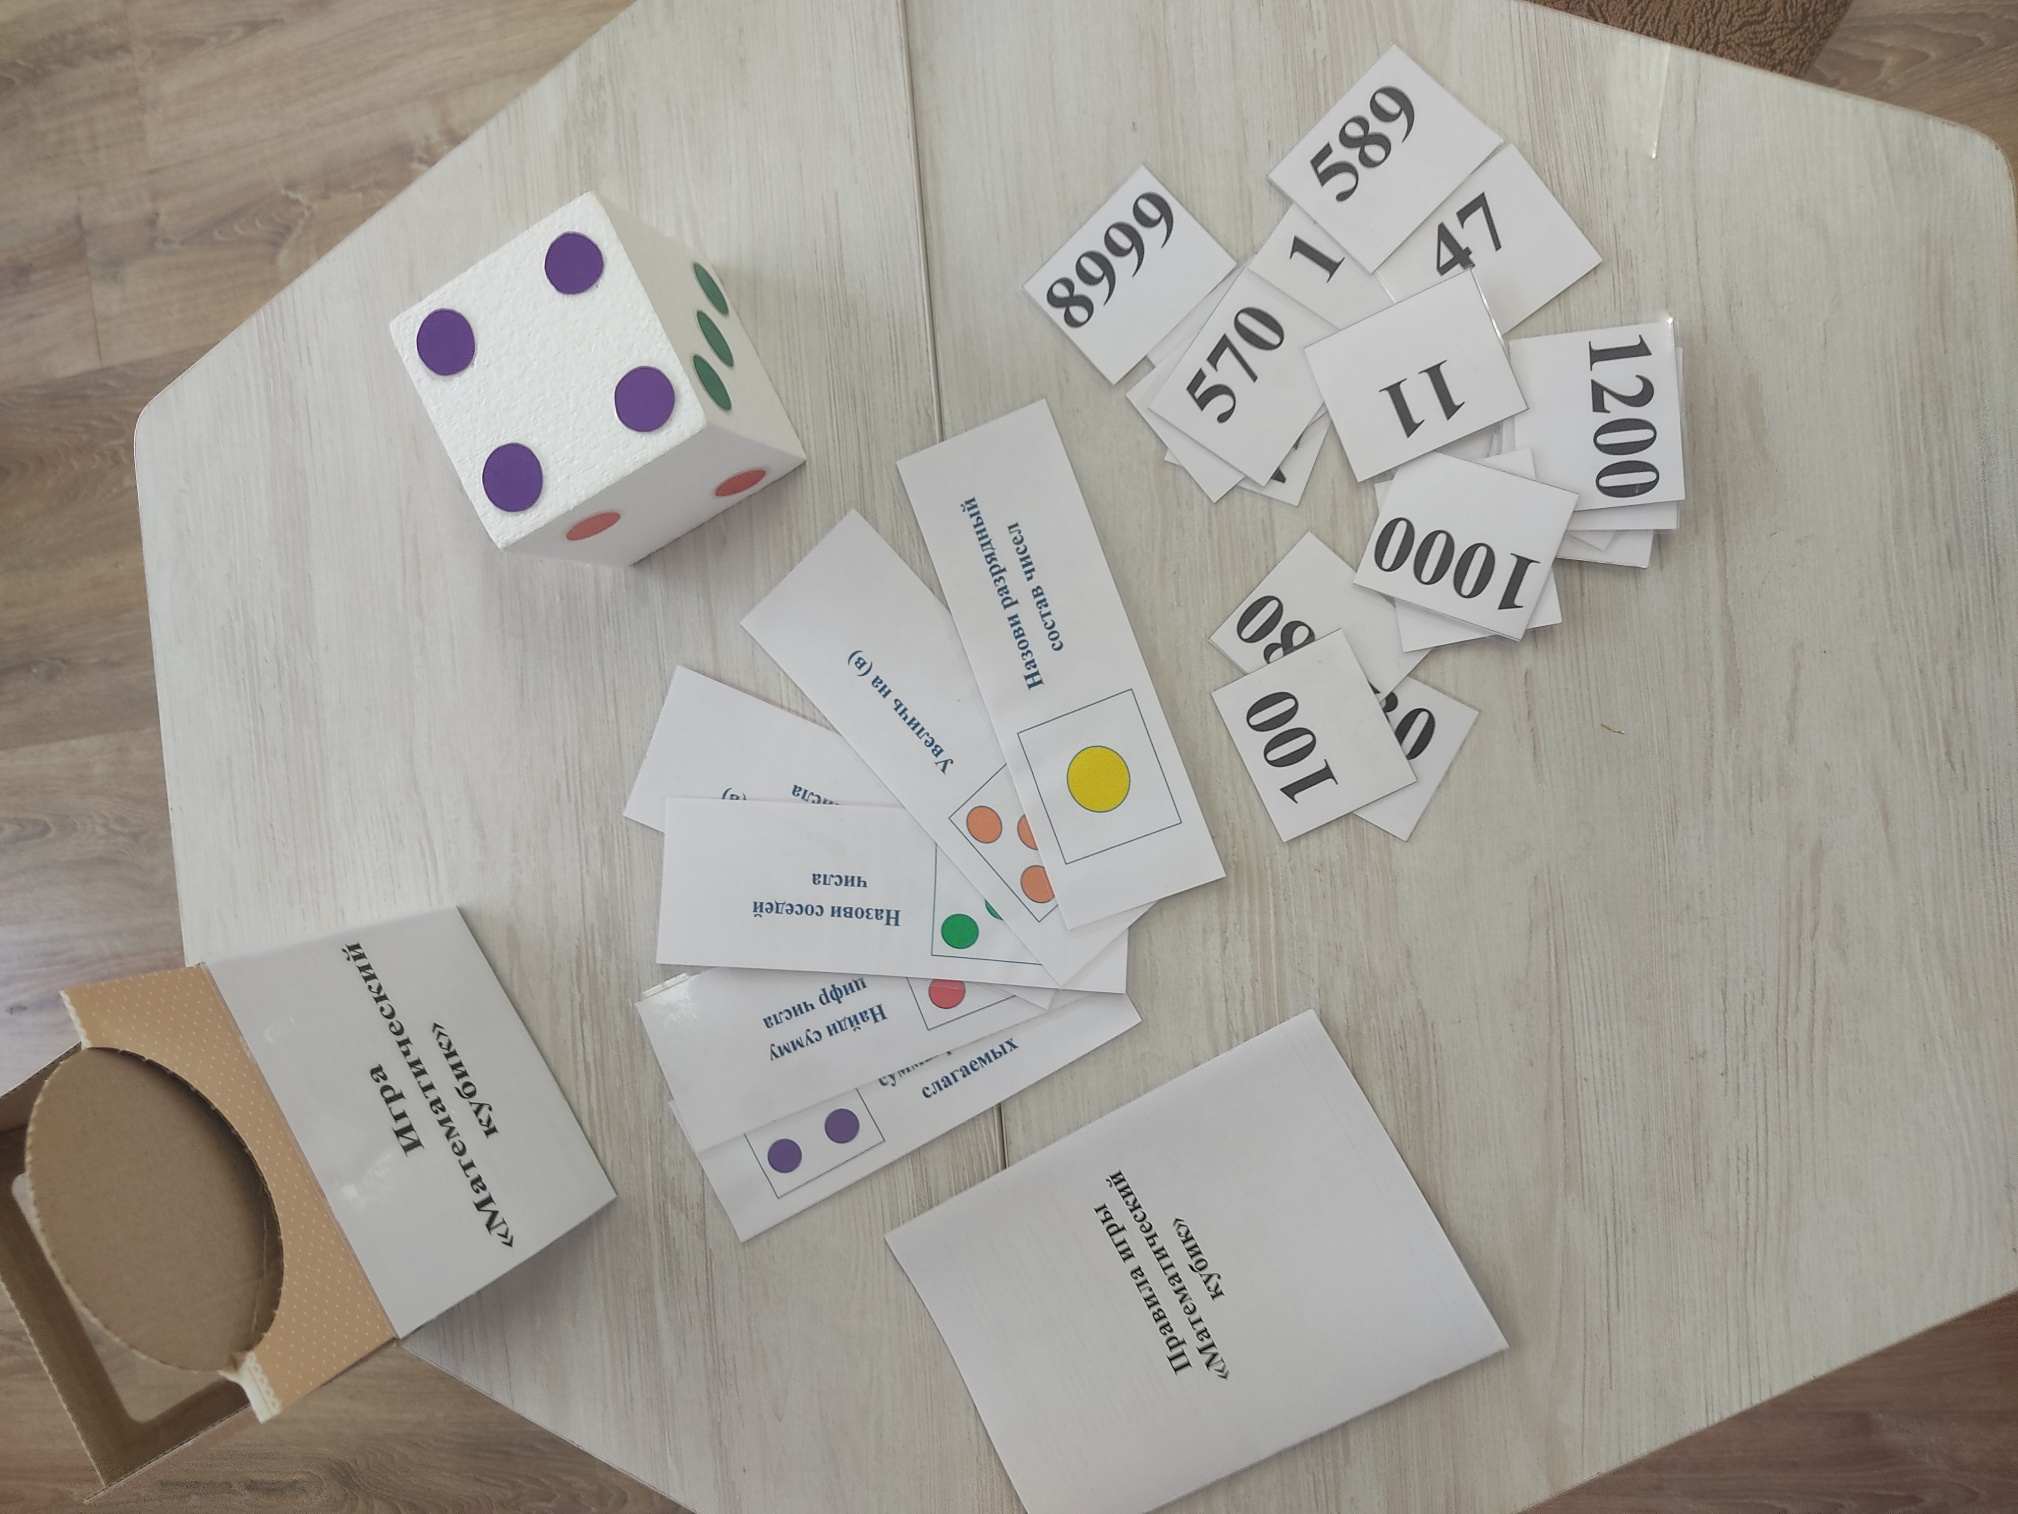 589
8999
1
47
570
11
1200
1000
80
100
Назови разрядный
состав чисел
Увеличь на (в)
(в)
числа
Назови соседей
числа
Найди сумму
цифр числа
слагаемых
Игра
«Математический
кубик»
Правила игры
«Математический
кубик»